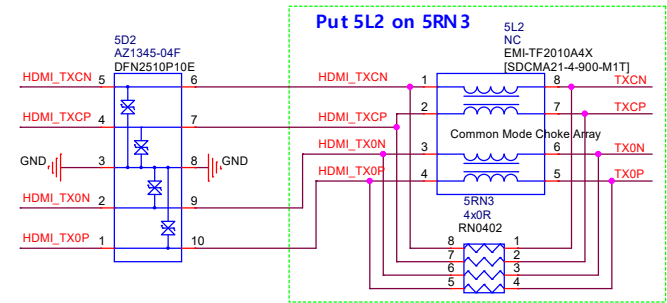 Put 5L2 on 5RN3
5D2
AZ1345-04F
DFN2510P10E
5L2
NC
EMI-TF2010A4X
[SDCMA21-4-900-M1T]
HDMI_TXCN 5 6 HDMI_TXCN 1 8 TXCN
HDMI_TXCP 4 7 HDMI_TXCP 2 7 TXCP
Common Mode Choke Array
HDMI_TX0N 3 6 TX0N
GND 3 8 GND
HDMI_TX0P 4 5 TX0P
HDMI_TX0N 2 9
5RN3
4x0R
RN0402
HDMI_TX0P 1 10
8 1
7 2
6 3
5 4